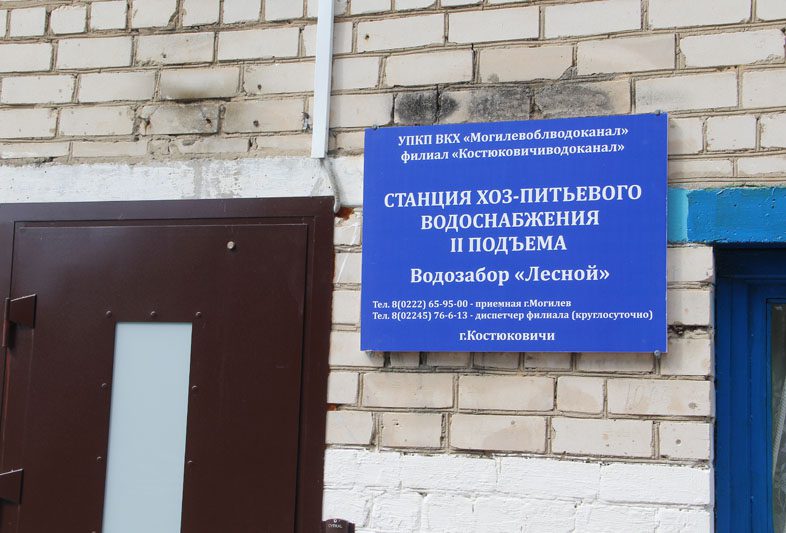 УПКП ВКХ «Могилевоблводоканал»
филиал «Костюковичиводоканал»
СТАНЦИЯ ХОЗ-ПИТЬЕВОГО
ВОДОСНАБЖЕНИЯ
II ПОДЪЕМА
Водозабор «Лесной»
Тел. 8(0222) 65-95-00 - приемная г.Могилев
Тел. 8(02245) 76-6-13 - диспетчер филиала (круглосуточно)
г.Костюковичи